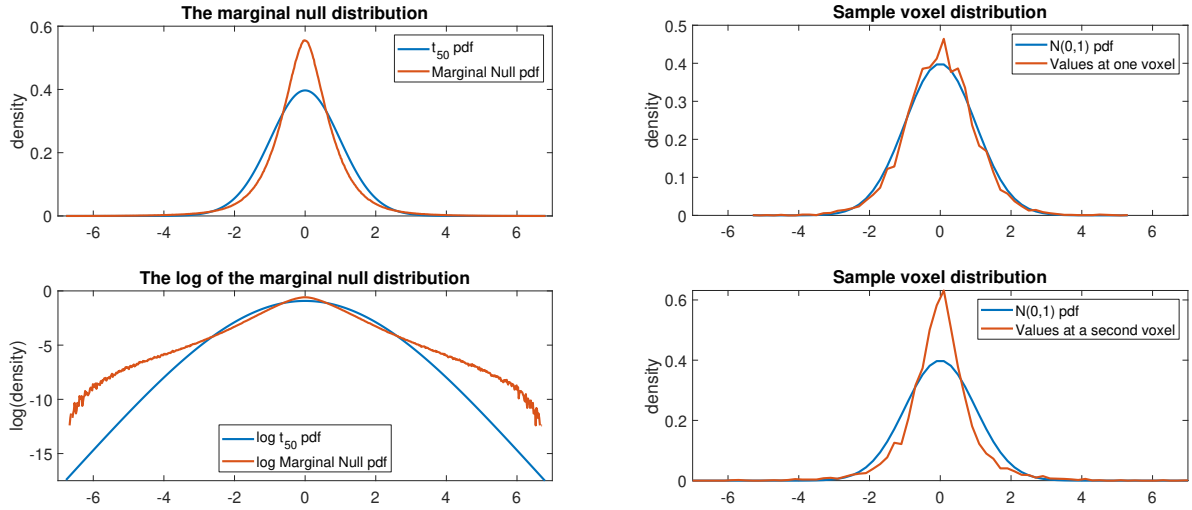 The marginal null distribution
density
0.6
0.4
0.2
0
t50 pdf
Marginal Null pdf
-6 -4 -2 0 2 4 6
Sample voxel distribution
density
0.5
0.4
0.3
0.2
0.1
0
N(0,1) pdf
Values at one voxel
-6 -4 -2 0 2 4 6
The log of the marginal null distribution
log(density)
0
-5
-10
-15
log t50 pdf
log Marginal Null pdf
-6 -4 -2 0 2 4 6
Sample voxel distribution
density
0.6
0.4
0.2
0
N(0,1) pdf
Values at a second voxel
-6 -4 -2 0 2 4 6